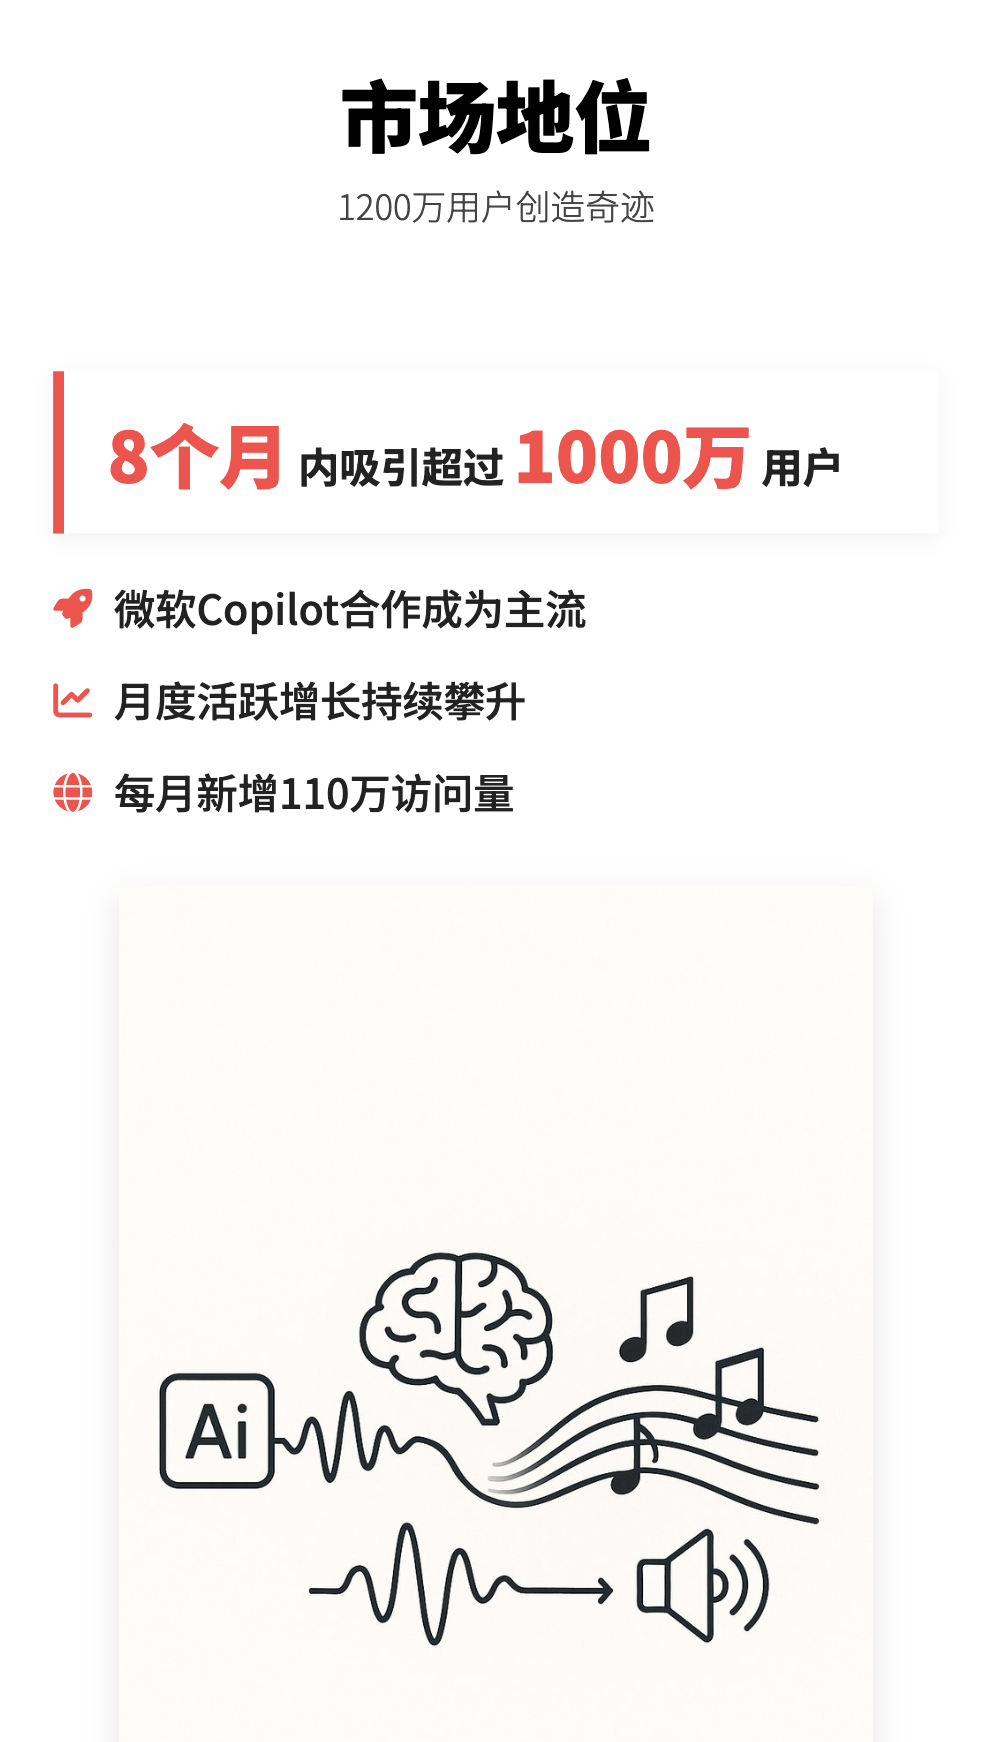 市场地位
1200万用户创造奇迹
8个月 内吸引超过 1000万 用户
微软Copilot合作成为主流
月度活跃增长持续攀升
每月新增110万访问量
Ai